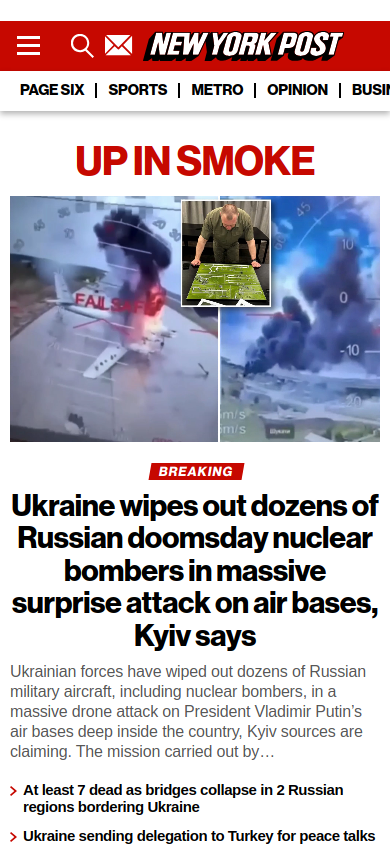 NEW YORK POST
PAGE SIX
SPORTS
METRO
OPINION
BUSIN
UP IN SMOKE
45
10
0
-10
-20
m/s
m/s
BREAKING
Ukraine wipes out dozens of
Russian doomsday nuclear
bombers in massive
surprise attack on air bases,
Kyiv says
Ukrainian forces have wiped out dozens of Russian
military aircraft, including nuclear bombers, in a
massive drone attack on President Vladimir Putin’s
air bases deep inside the country, Kyiv sources are
claiming. The mission carried out by…
At least 7 dead as bridges collapse in 2 Russian
regions bordering Ukraine
Ukraine sending delegation to Turkey for peace talks